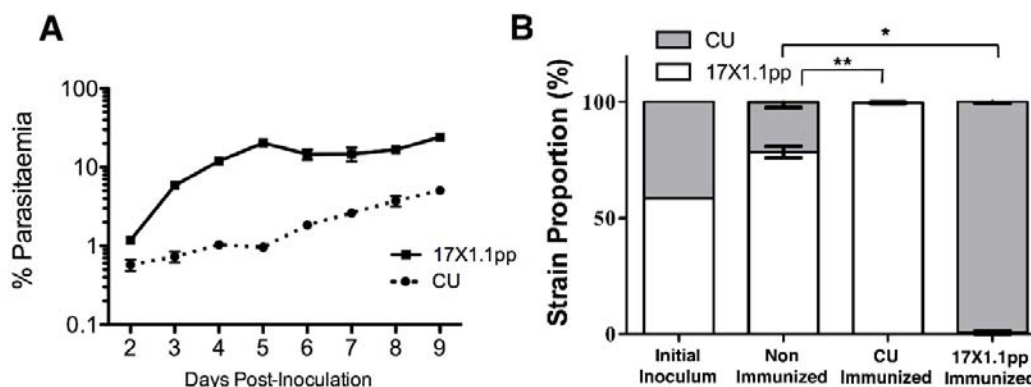 A
% Parasitaemia
100
10
1
0.1
2 3 4 5 6 7 8 9
Days Post-Inoculation
17X1.1pp
CU
B
CU
17X1.1pp
*
**
Strain Proportion (%)
100
50
0
Initial Inoculum
Non Immunized
CU Immunized
17X1.1pp Immunized